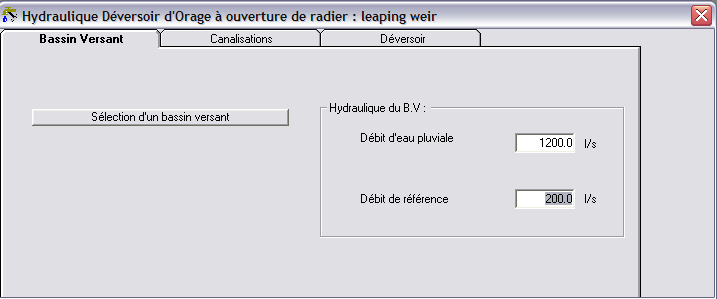 Hydraulique Déversoir d'Orage à ouverture de radier : leaping weir
Bassin Versant
Canalisations
Déversoir
Sélection d'un bassin versant
Hydraulique du B.V :
Débit d'eau pluviale 1200.0 l/s
Débit de référence 200.0 l/s